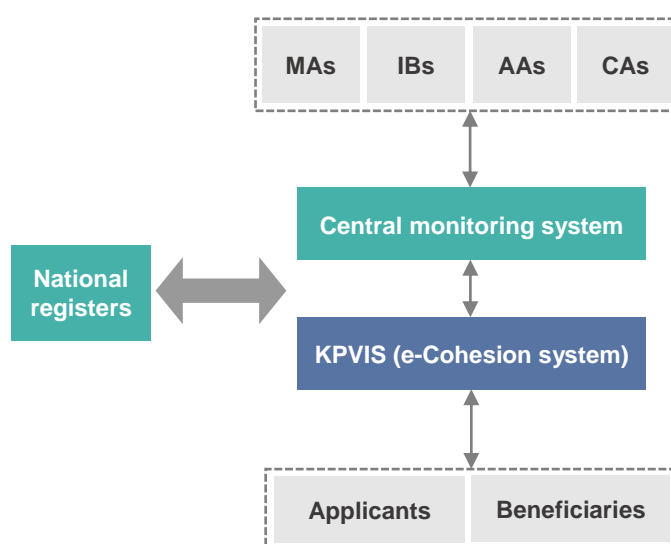 MAs IBs AAs CAs
Central monitoring system
National
registers
KPVIS (e-Cohesion system)
Applicants Beneficiaries